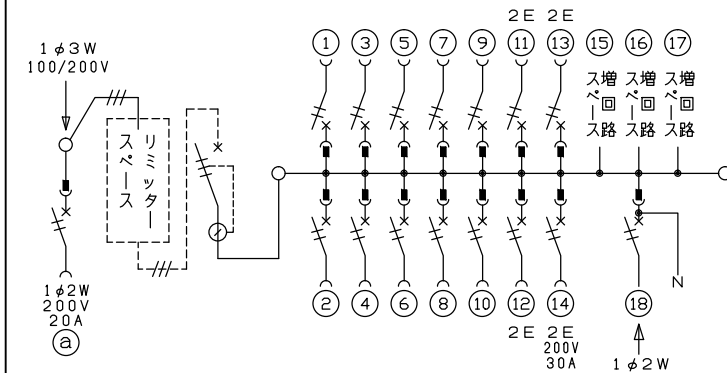 2E 2E
1 3 5 7 9 11 13 15 16 17
1φ3W
100/200V
増回路
スペース
増回路
スペース
増回路
スペース
リミッター
スペース
1φ2W
200V
20A
a
2 4 6 8 10 12 14 18
N
2E 2E
200V
30A
1φ2W